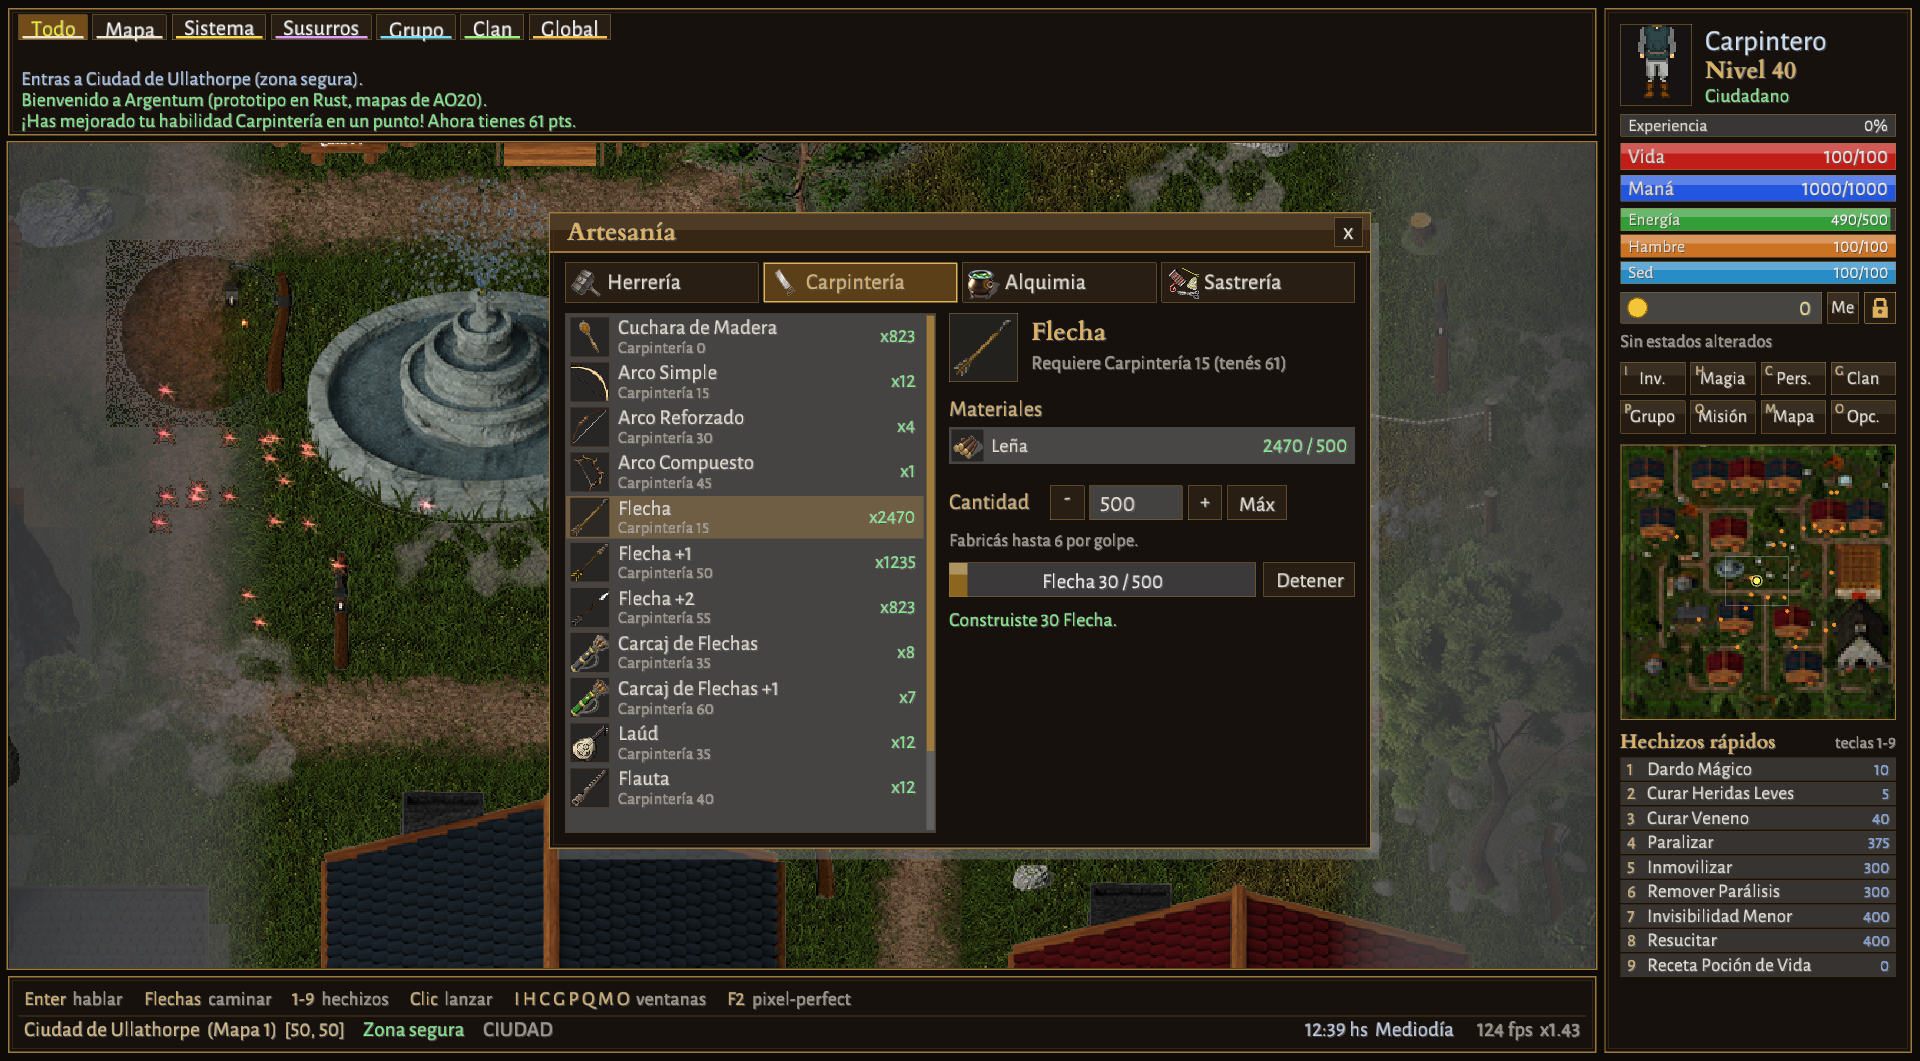 Todo Mapa Sistema Susurros Grupo Clan Global
Entras a Ciudad de Ullathorpe (zona segura).
Bienvenido a Argentum (prototipo en Rust, mapas de AO20).
¡Has mejorado tu habilidad Carpintería en un punto! Ahora tienes 61 pts.
Artesanía
x
Herrería Carpintería Alquimia Sastrería
Cuchara de Madera
Carpintería 0
x823
Arco Simple
Carpintería 15
x12
Arco Reforzado
Carpintería 30
x4
Arco Compuesto
Carpintería 45
x1
Flecha
Carpintería 15
x2470
Flecha +1
Carpintería 50
x1235
Flecha +2
Carpintería 55
x823
Carcaj de Flechas
Carpintería 35
x8
Carcaj de Flechas +1
Carpintería 60
x7
Laúd
Carpintería 35
x12
Flauta
Carpintería 40
x12
Flecha
Requiere Carpintería 15 (tenés 61)
Materiales
Leña 2470 / 500
Cantidad - 500 + Máx
Fabricás hasta 6 por golpe.
Flecha 30 / 500 Detener
Construiste 30 Flecha.
Carpintero
Nivel 40
Ciudadano
Experiencia 0%
Vida 100/100
Maná 1000/1000
Energía 490/500
Hambre 100/100
Sed 100/100
0 Me
Sin estados alterados
I Inv. H Magia C Pers. G Clan
P Grupo Q Misión M Mapa O Opc.
Hechizos rápidos teclas 1-9
1 Dardo Mágico 10
2 Curar Heridas Leves 5
3 Curar Veneno 40
4 Paralizar 375
5 Inmovilizar 300
6 Remover Parálisis 300
7 Invisibilidad Menor 400
8 Resucitar 400
9 Receta Poción de Vida 0
Enter hablar Flechas caminar 1-9 hechizos Clic lanzar I H C G P Q M O ventanas F2 pixel-perfect
Ciudad de Ullathorpe (Mapa 1) [50, 50] Zona segura CIUDAD 12:39 hs Mediodía 124 fps x1.43